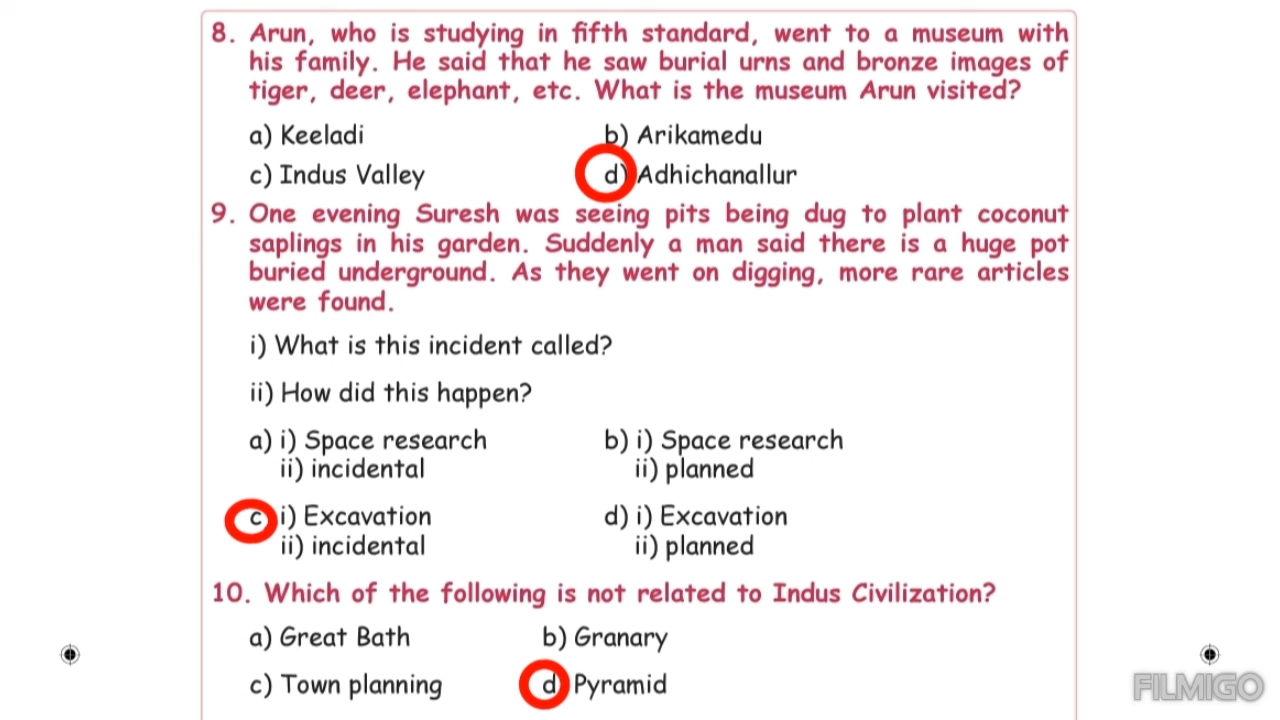 8. Arun, who is studying in fifth standard, went to a museum with
his family. He said that he saw burial urns and bronze images of
tiger, deer, elephant, etc. What is the museum Arun visited?
a) Keeladi b) Arikamedu
c) Indus Valley d) Adhichanallur
9. One evening Suresh was seeing pits being dug to plant coconut
saplings in his garden. Suddenly a man said there is a huge pot
buried underground. As they went on digging, more rare articles
were found.
i) What is this incident called?
ii) How did this happen?
a) i) Space research b) i) Space research
ii) incidental ii) planned
c) i) Excavation d) i) Excavation
ii) incidental ii) planned
10. Which of the following is not related to Indus Civilization?
a) Great Bath b) Granary
c) Town planning d) Pyramid
FILMIGO